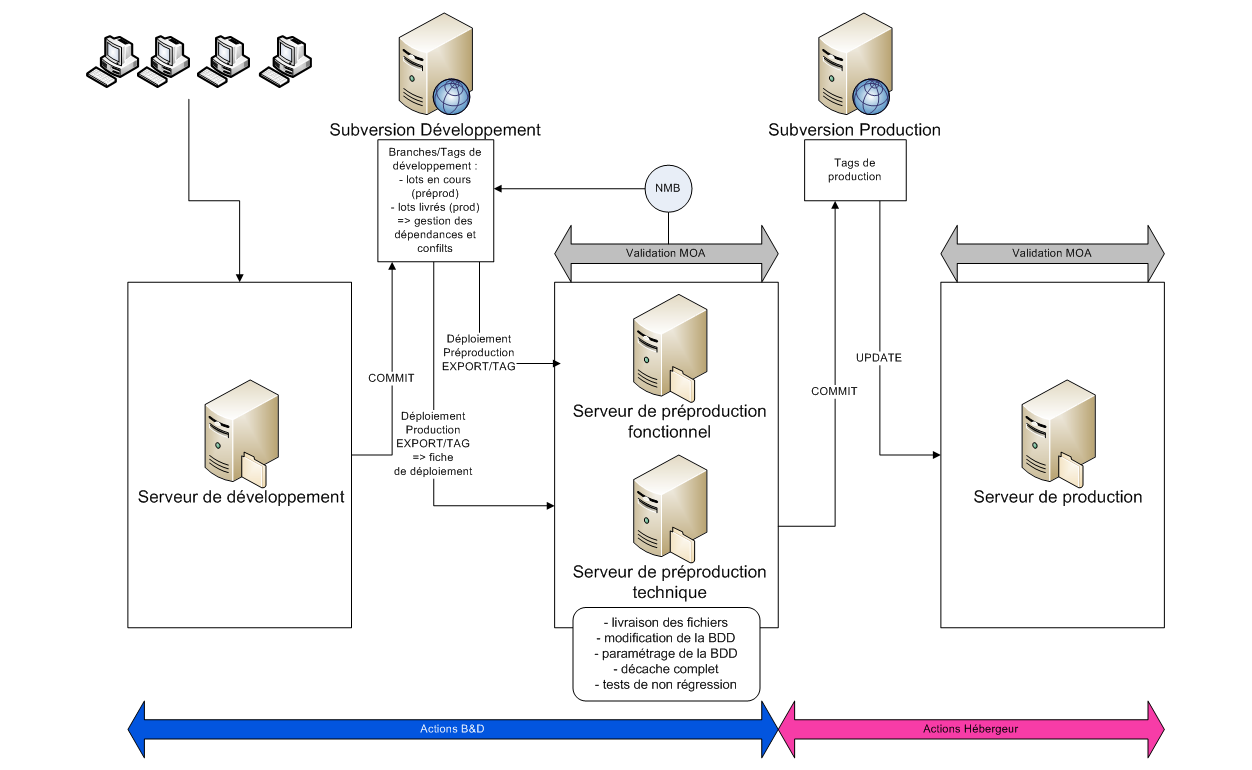 Subversion Développement
Subversion Production
Branches/Tags de
développement :
- lots en cours
(préprod)
- lots livrés (prod)
=> gestion des
dépendances et
confilts
NMB
Tags de
production
Validation MOA
Validation MOA
Déploiement
Préproduction
EXPORT/TAG
COMMIT
Déploiement
Production
EXPORT/TAG
=> fiche
de déploiement
UPDATE
COMMIT
Serveur de préproduction
fonctionnel
Serveur de développement
Serveur de production
Serveur de préproduction
technique
- livraison des fichiers
- modification de la BDD
- paramétrage de la BDD
- décache complet
- tests de non régression
Actions B&D
Actions Hébergeur